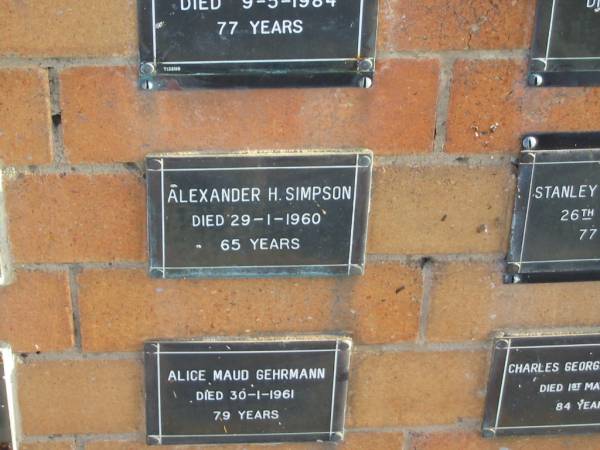 DIED 9-5-1984
77 YEARS
ALEXANDER H. SIMPSON
DIED 29-1-1960
65 YEARS
STANLEY
26TH
77
ALICE MAUD GEHRMANN
DIED 30-1-1961
79 YEARS
CHARLES GEORG
DIED 1ST MA
84 YEA